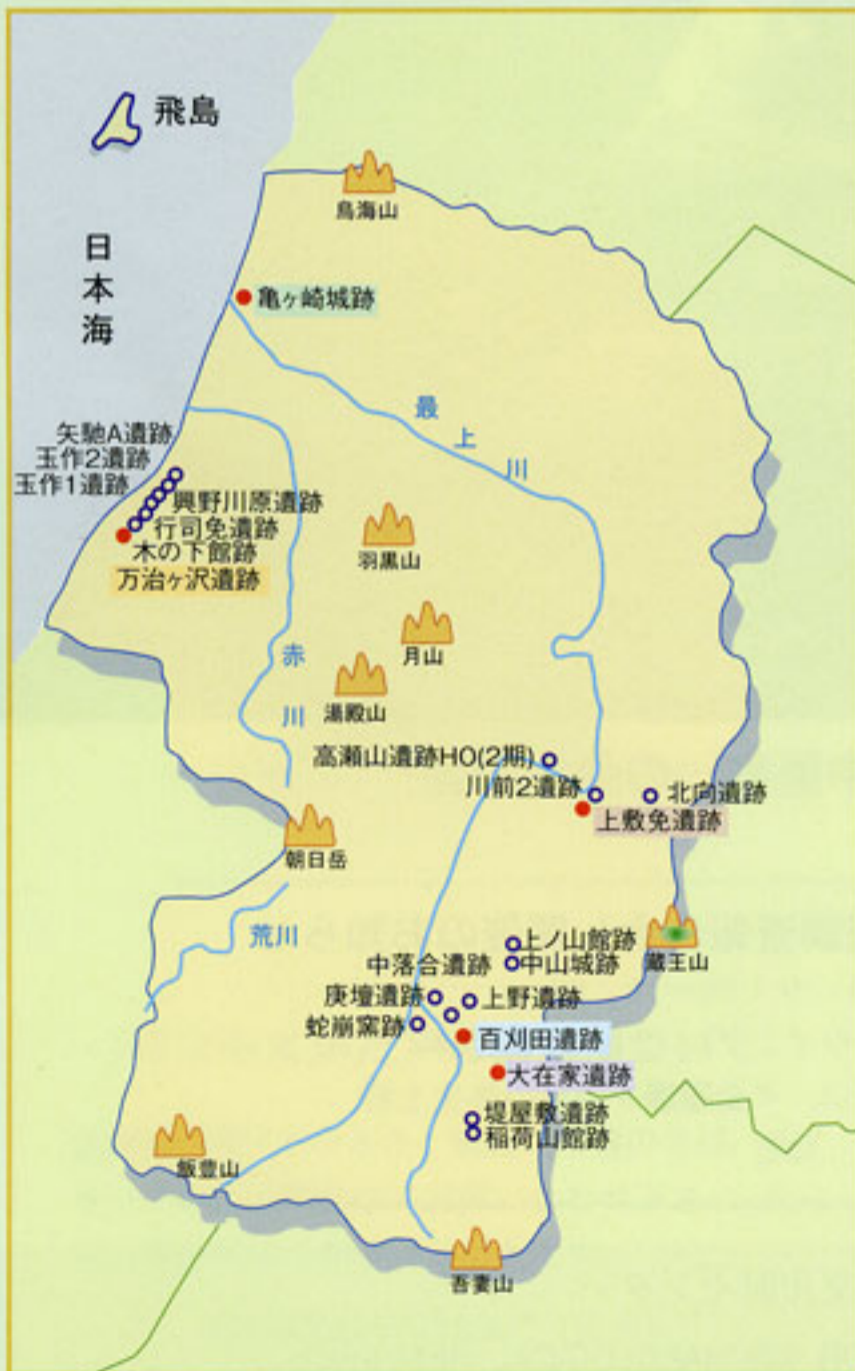 飛島
日本海
鳥海山
亀ヶ崎城跡
最上川
矢馳A遺跡
玉作2遺跡
玉作1遺跡
興野川原遺跡
行司免遺跡
木の下館跡
万治ヶ沢遺跡
羽黒山
月山
赤川
湯殿山
高瀬山遺跡HO(2期)
川前2遺跡
北向遺跡
上敷免遺跡
朝日岳
荒川
上ノ山館跡
蔵王山
中落合遺跡
中山城跡
庚壇遺跡
上野遺跡
蛇崩窯跡
百刈田遺跡
大在家遺跡
堤屋敷遺跡
稲荷山館跡
飯豊山
吾妻山